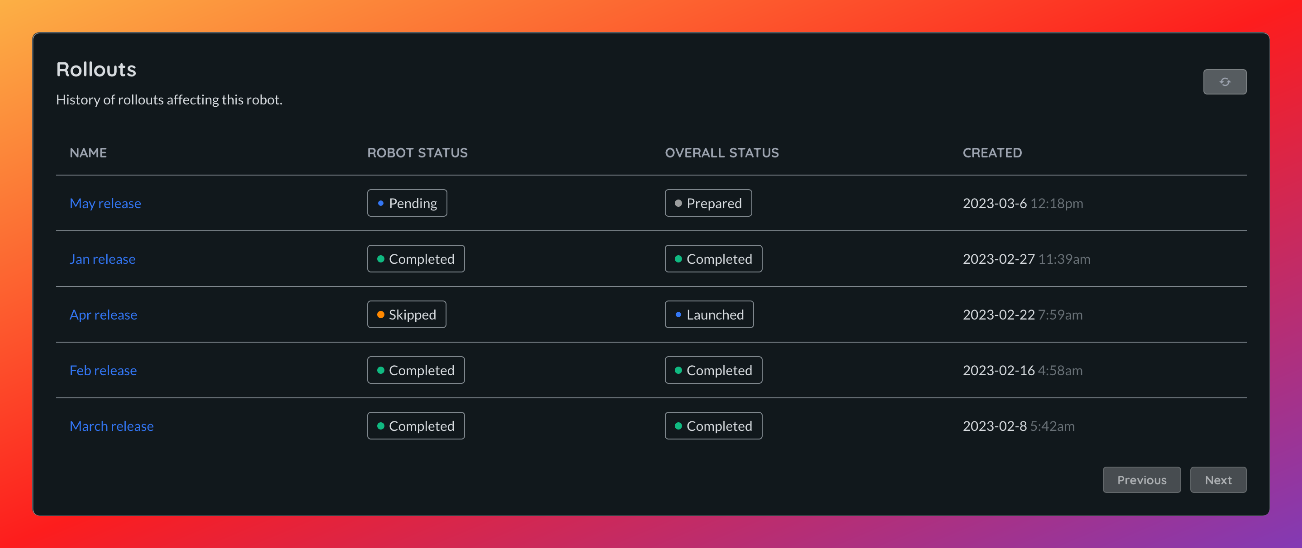 Rollouts
History of rollouts affecting this robot.
NAME ROBOT STATUS OVERALL STATUS CREATED
May release Pending Prepared 2023-03-6 12:18pm
Jan release Completed Completed 2023-02-27 11:39am
Apr release Skipped Launched 2023-02-22 7:59am
Feb release Completed Completed 2023-02-16 4:58am
March release Completed Completed 2023-02-8 5:42am
Previous Next